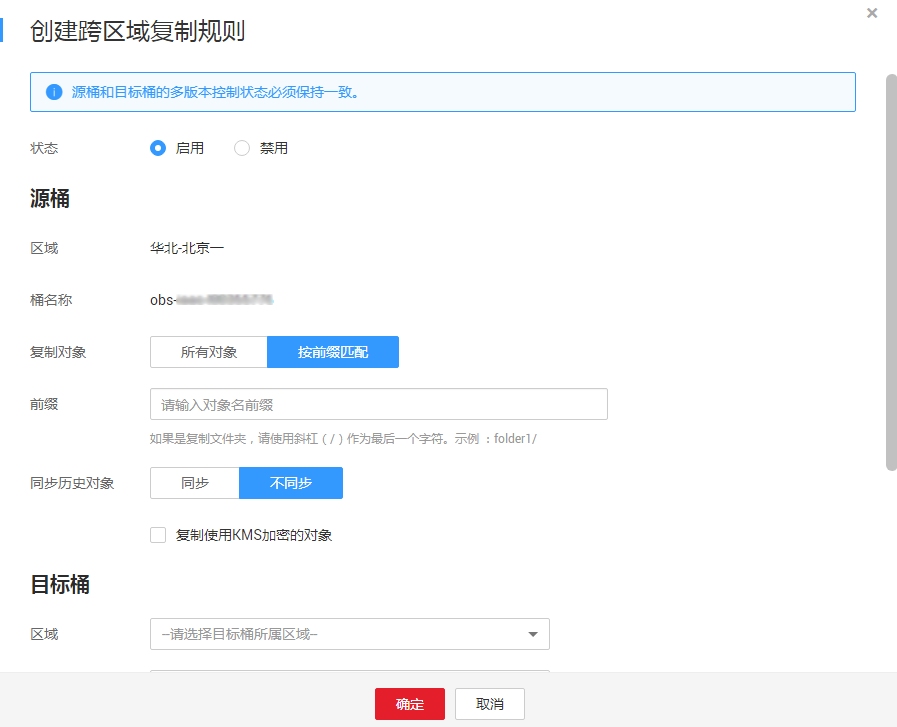 创建跨区域复制规则
源桶和目标桶的多版本控制状态必须保持一致。
状态 启用 禁用
源桶
区域 华北-北京一
桶名称 obs-
复制对象 所有对象 按前缀匹配
前缀 请输入对象名前缀
如果是复制文件夹，请使用斜杠（/）作为最后一个字符。示例 ：folder1/
同步历史对象 同步 不同步
复制使用KMS加密的对象
目标桶
区域 --请选择目标桶所属区域--
确定 取消